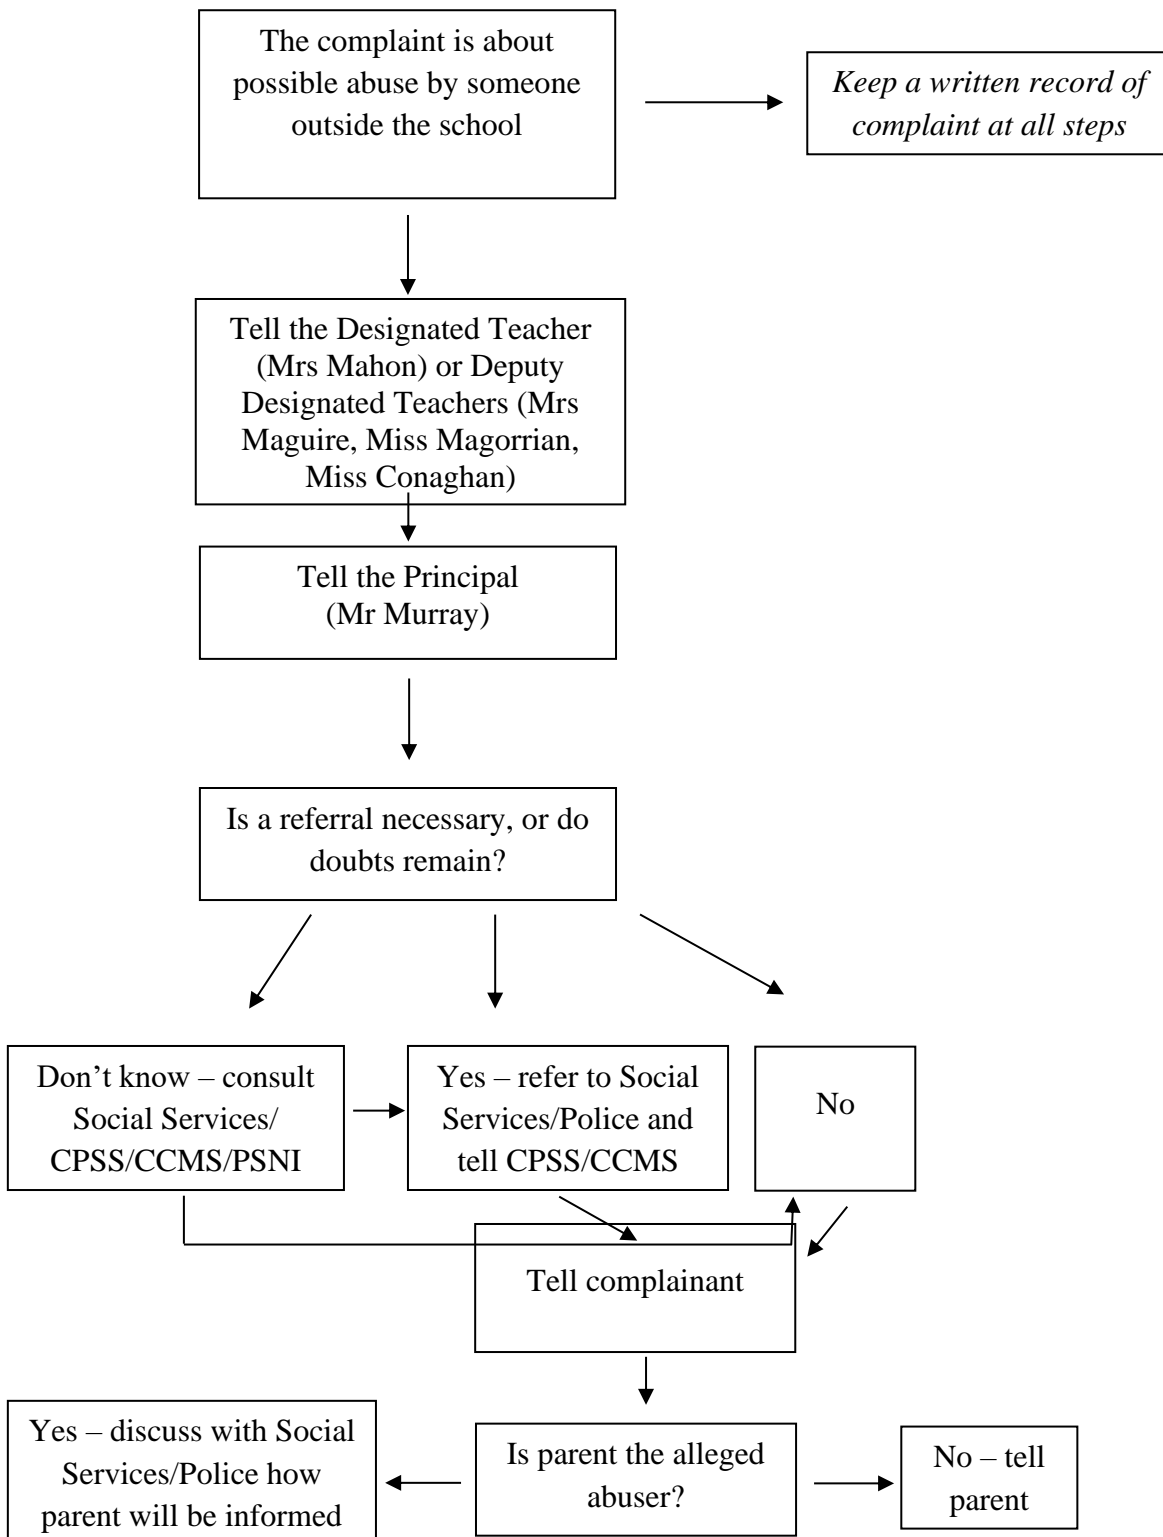 The complaint is about
possible abuse by someone
outside the school
Keep a written record of
complaint at all steps
Tell the Designated Teacher
(Mrs Mahon) or Deputy
Designated Teachers (Mrs
Maguire, Miss Magorrian,
Miss Conaghan)
Tell the Principal
(Mr Murray)
Is a referral necessary, or do
doubts remain?
Don’t know – consult
Social Services/
CPSS/CCMS/PSNI
Yes – refer to Social
Services/Police and
tell CPSS/CCMS
No
Tell complainant
Yes – discuss with Social
Services/Police how
parent will be informed
Is parent the alleged
abuser?
No – tell
parent